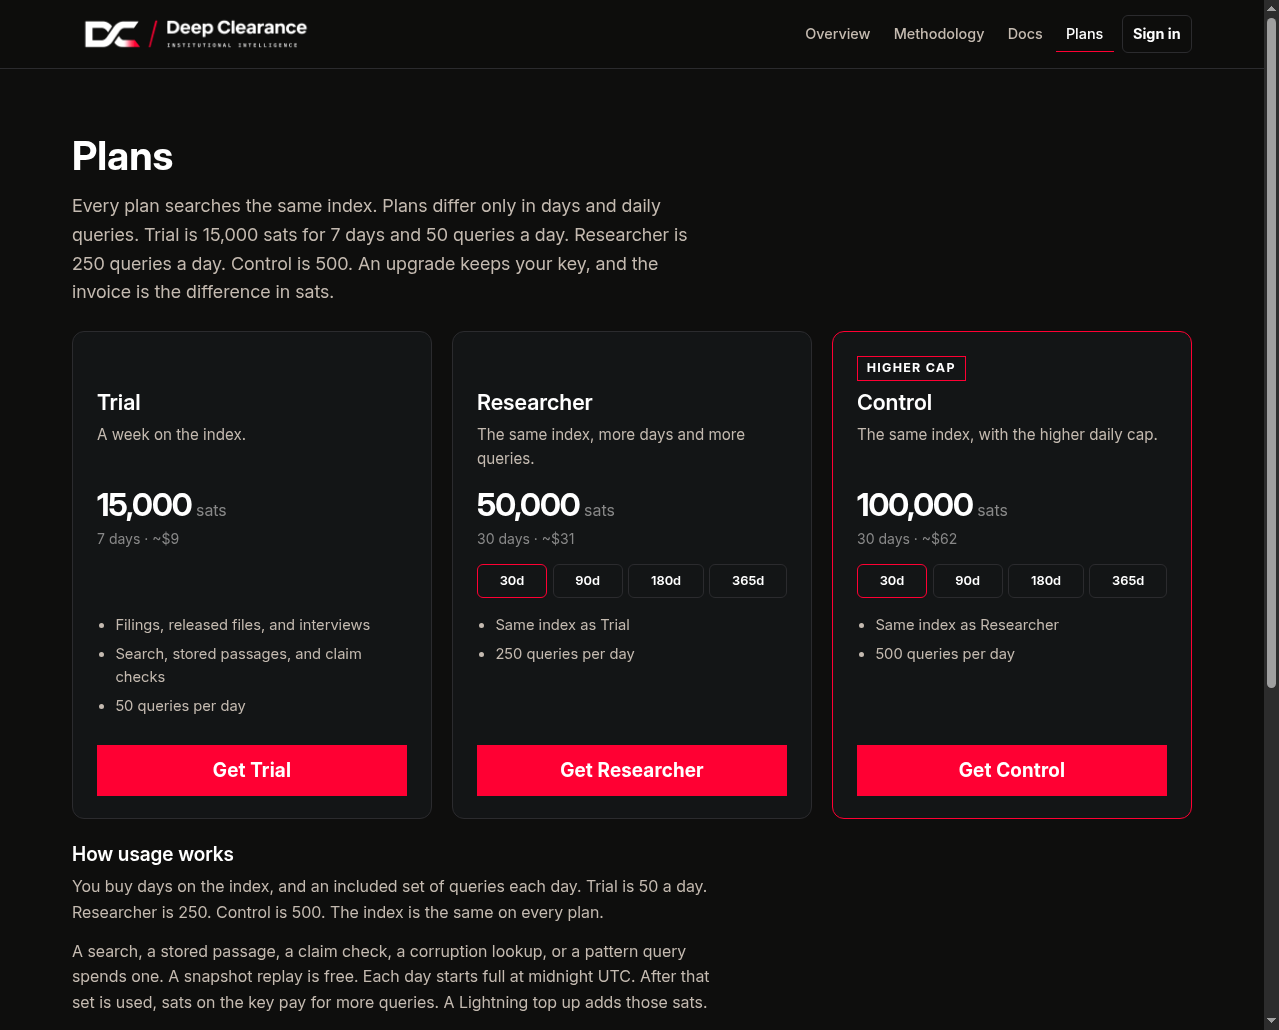 DC / Deep Clearance
INSTITUTIONAL INTELLIGENCE
Overview
Methodology
Docs
Plans
Sign in
Plans
Every plan searches the same index. Plans differ only in days and daily
queries. Trial is 15,000 sats for 7 days and 50 queries a day. Researcher is
250 queries a day. Control is 500. An upgrade keeps your key, and the
invoice is the difference in sats.
Trial
A week on the index.
15,000 sats
7 days · ~$9
Filings, released files, and interviews
Search, stored passages, and claim
checks
50 queries per day
Get Trial
Researcher
The same index, more days and more
queries.
50,000 sats
30 days · ~$31
30d
90d
180d
365d
Same index as Trial
250 queries per day
Get Researcher
HIGHER CAP
Control
The same index, with the higher daily cap.
100,000 sats
30 days · ~$62
30d
90d
180d
365d
Same index as Researcher
500 queries per day
Get Control
How usage works
You buy days on the index, and an included set of queries each day. Trial is 50 a day.
Researcher is 250. Control is 500. The index is the same on every plan.
A search, a stored passage, a claim check, a corruption lookup, or a pattern query
spends one. A snapshot replay is free. Each day starts full at midnight UTC. After that
set is used, sats on the key pay for more queries. A Lightning top up adds those sats.